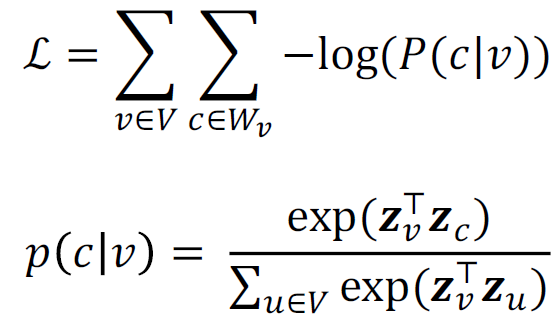 ℒ = ∑_{v∈V} ∑_{c∈W_v} −log(P(c|v))
p(c|v) = exp(𝐳_v^⊤ 𝐳_c) / ∑_{u∈V} exp(𝐳_v^⊤ 𝐳_u)